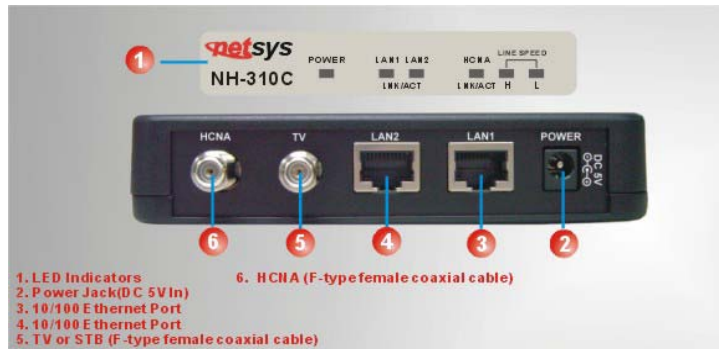 netsys
NH-310C
POWER
LAN1 LAN2
LNK/ACT
HCNA
LNK/ACT
LINE SPEED
H L
1
HCNA TV LAN2 LAN1 POWER
DC 5V
6 5 4 3 2
1. LED Indicators
2. Power Jack(DC 5V In)
3. 10/100 Ethernet Port
4. 10/100 Ethernet Port
5. TV or STB (F-type female coaxial cable)
6. HCNA (F-type female coaxial cable)